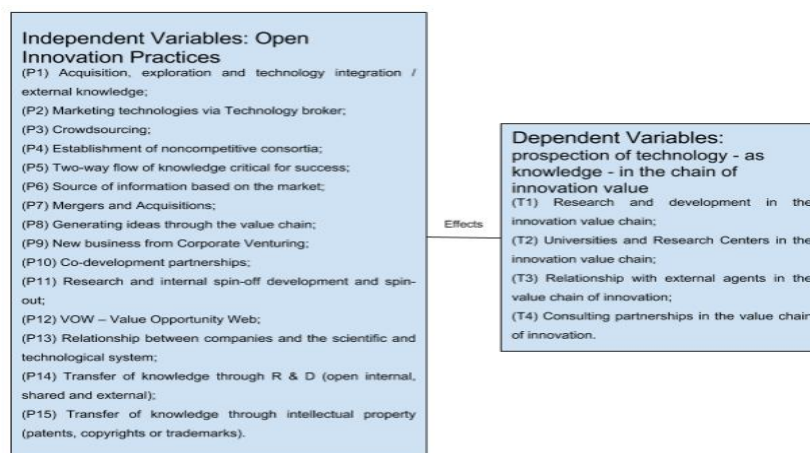 Independent Variables: Open
Innovation Practices
(P1) Acquisition, exploration and technology integration /
external knowledge;
(P2) Marketing technologies via Technology broker;
(P3) Crowdsourcing;
(P4) Establishment of noncompetitive consortia;
(P5) Two-way flow of knowledge critical for success;
(P6) Source of information based on the market;
(P7) Mergers and Acquisitions;
(P8) Generating ideas through the value chain;
(P9) New business from Corporate Venturing;
(P10) Co-development partnerships;
(P11) Research and internal spin-off development and spin-
out;
(P12) VOW – Value Opportunity Web;
(P13) Relationship between companies and the scientific and
technological system;
(P14) Transfer of knowledge through R & D (open internal,
shared and external);
(P15) Transfer of knowledge through intellectual property
(patents, copyrights or trademarks).
Effects
Dependent Variables:
prospection of technology - as
knowledge - in the chain of
innovation value
(T1) Research and development in the
innovation value chain;
(T2) Universities and Research Centers in the
innovation value chain;
(T3) Relationship with external agents in the
value chain of innovation;
(T4) Consulting partnerships in the value chain
of innovation.